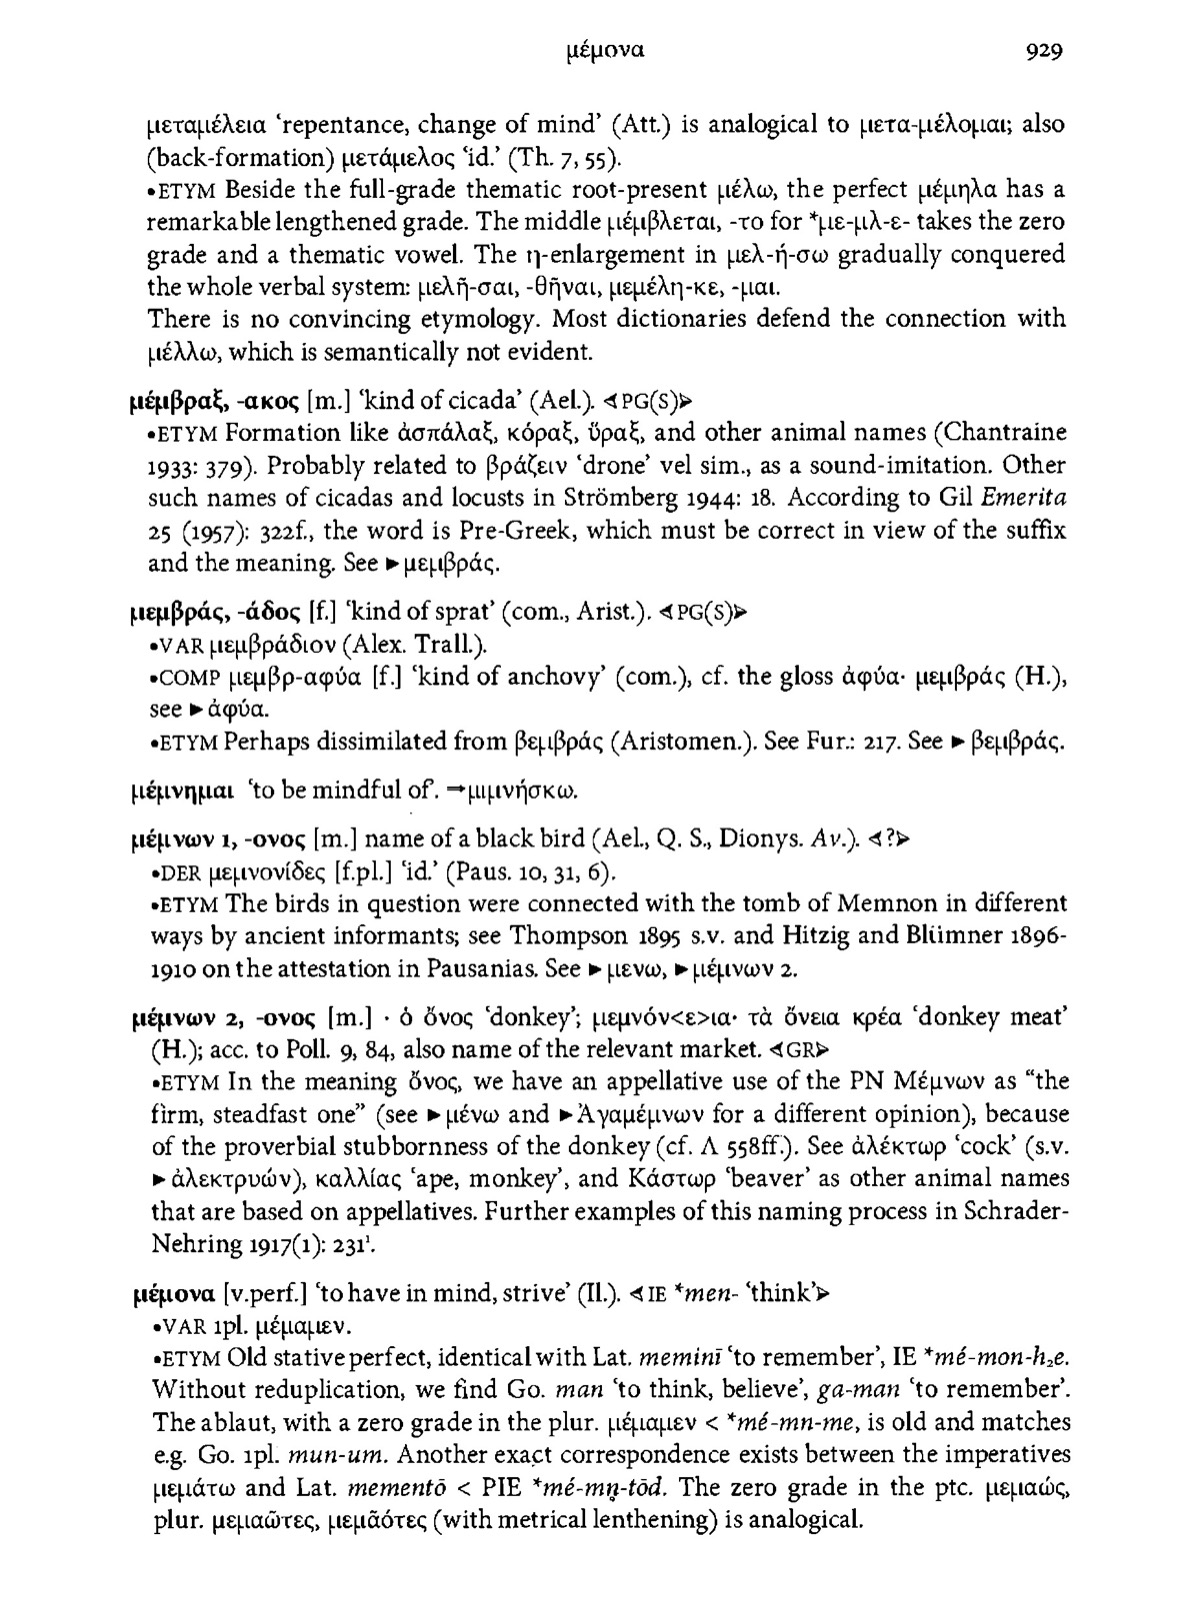 μέμονα 929
μεταμέλεια ‘repentance, change of mind’ (Att.) is analogical to μετα-μέλομαι; also
(back-formation) μετάμελος ‘id.’ (Th. 7, 55).
•ETYM Beside the full-grade thematic root-present μέλω, the perfect μέμηλα has a
remarkable lengthened grade. The middle μέμβλεται, -το for *με-μλ-ε- takes the zero
grade and a thematic vowel. The η-enlargement in μελ-ή-σω gradually conquered
the whole verbal system: μελῆ-σαι, -θῆναι, μεμέλη-κε, -μαι.
There is no convincing etymology. Most dictionaries defend the connection with
μέλλω, which is semantically not evident.
μέμβραξ, -ακος [m.] ‘kind of cicada’ (Ael.). ⊲PG(S)⊳
•ETYM Formation like ἀσπάλαξ, κόραξ, ὕραξ, and other animal names (Chantraine
1933: 379). Probably related to βράζειν ‘drone’ vel sim., as a sound-imitation. Other
such names of cicadas and locusts in Strömberg 1944: 18. According to Gil Emerita
25 (1957): 322f., the word is Pre-Greek, which must be correct in view of the suffix
and the meaning. See ►μεμβράς.
μεμβράς, -άδος [f.] ‘kind of sprat’ (com., Arist.). ⊲PG(S)⊳
•VAR μεμβράδιον (Alex. Trall.).
•COMP μεμβρ-αφύα [f.] ‘kind of anchovy’ (com.), cf. the gloss ἀφύα· μεμβράς (H.),
see ►ἀφύα.
•ETYM Perhaps dissimilated from βεμβράς (Aristomen.). See Fur.: 217. See ► βεμβράς.
μέμνημαι ‘to be mindful of’. ⇒μιμνήσκω.
μέμνων 1, -ονος [m.] name of a black bird (Ael., Q. S., Dionys. Av.). ⊲?⊳
•DER μεμνονίδες [f.pl.] ‘id.’ (Paus. 10, 31, 6).
•ETYM The birds in question were connected with the tomb of Memnon in different
ways by ancient informants; see Thompson 1895 s.v. and Hitzig and Blümner 1896-
1910 on the attestation in Pausanias. See ►μενω, ►μέμνων 2.
μέμνων 2, -ονος [m.] · ὁ ὄνος ‘donkey’; μεμνόν<ε>ια· τὰ ὄνεια κρέα ‘donkey meat’
(H.); acc. to Poll. 9, 84, also name of the relevant market. ⊲GR⊳
•ETYM In the meaning ὄνος, we have an appellative use of the PN Μέμνων as “the
firm, steadfast one” (see ►μένω and ►Ἀγαμέμνων for a different opinion), because
of the proverbial stubbornness of the donkey (cf. Λ 558ff.). See ἀλέκτωρ ‘cock’ (s.v.
►ἀλεκτρυών), καλλίας ‘ape, monkey’, and Κάστωρ ‘beaver’ as other animal names
that are based on appellatives. Further examples of this naming process in Schrader-
Nehring 1917(1): 231¹.
μέμονα [v.perf.] ‘to have in mind, strive’ (Il.). ⊲IE *men- ‘think’⊳
•VAR 1pl. μέμαμεν.
•ETYM Old stative perfect, identical with Lat. meminī ‘to remember’, IE *mé-mon-h₂e.
Without reduplication, we find Go. man ‘to think, believe’, ga-man ‘to remember’.
The ablaut, with a zero grade in the plur. μέμαμεν < *mé-mn-me, is old and matches
e.g. Go. 1pl. mun-um. Another exact correspondence exists between the imperatives
μεμάτω and Lat. mementō < PIE *mé-mn̥-tōd. The zero grade in the ptc. μεμαώς,
plur. μεμαῶτες, μεμᾱότες (with metrical lenthening) is analogical.